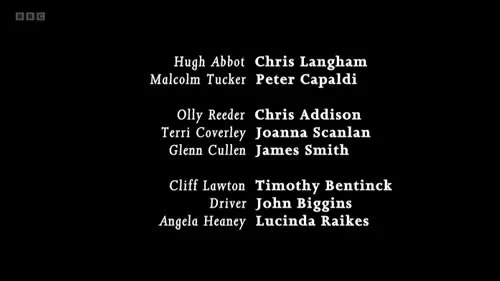 BBC
Hugh Abbot Chris Langham
Malcolm Tucker Peter Capaldi
Olly Reeder Chris Addison
Terri Coverley Joanna Scanlan
Glenn Cullen James Smith
Cliff Lawton Timothy Bentinck
Driver John Biggins
Angela Heaney Lucinda Raikes